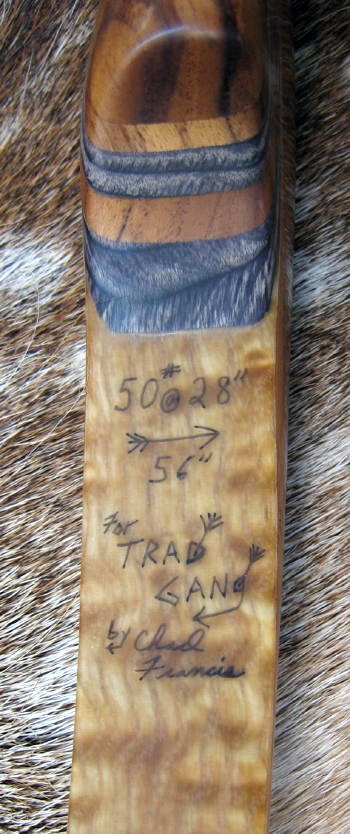 50# @ 28"
56"
For
TRAD
GANG
by Chad
Francis